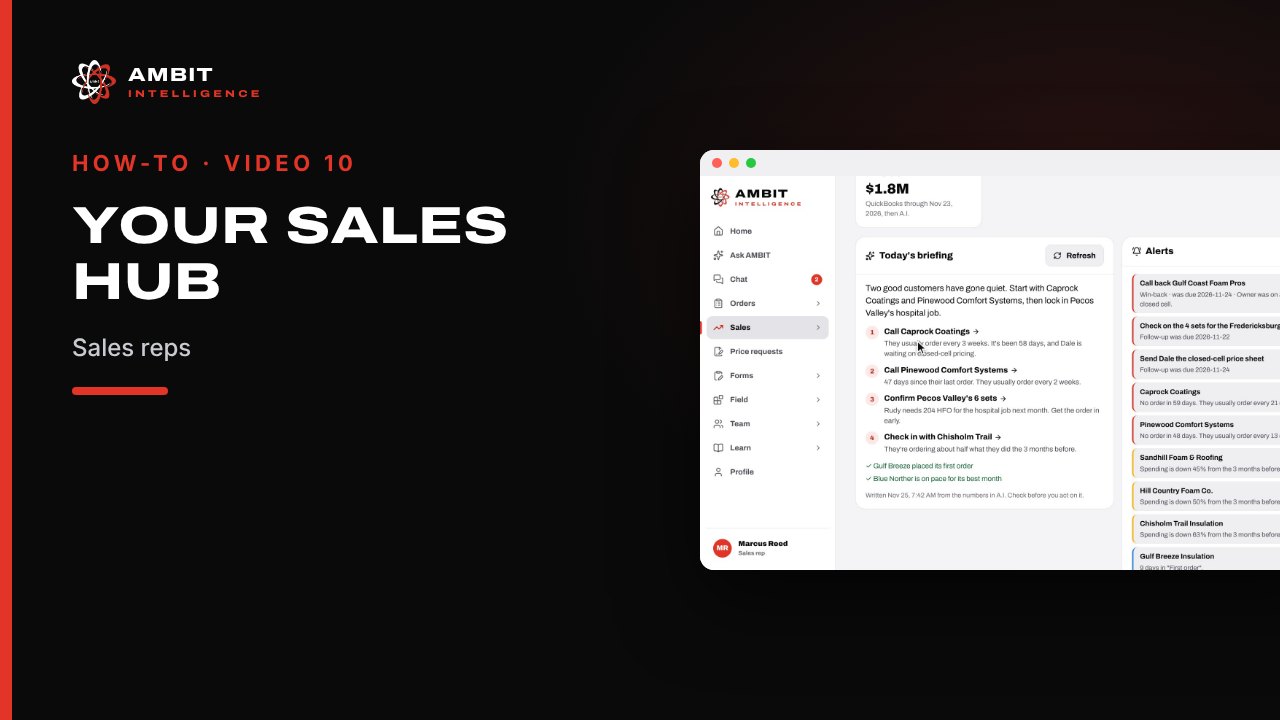 AMBIT
INTELLIGENCE
HOW-TO · VIDEO 10
YOUR SALES
HUB
Sales reps
AMBIT
INTELLIGENCE
Home
Ask AMBIT
Chat
Orders
Sales
Price requests
Forms
Field
Team
Learn
Profile
MR
Marcus Reed
Sales rep
$1.8M
QuickBooks through Nov 23,
2026, then A.I.
Today's briefing
Refresh
Two good customers have gone quiet. Start with Caprock
Coatings and Pinewood Comfort Systems, then lock in Pecos
Valley's hospital job.
1 Call Caprock Coatings →
They usually order every 3 weeks. It's been 58 days, and Dale is
waiting on closed-cell pricing.
2 Call Pinewood Comfort Systems →
47 days since their last order. They usually order every 2 weeks.
3 Confirm Pecos Valley's 6 sets →
Rudy needs 204 HFO for the hospital job next month. Get the order in
early.
4 Check in with Chisholm Trail →
They're ordering about half what they did the 3 months before.
✓ Gulf Breeze placed its first order
✓ Blue Norther is on pace for its best month
Written Nov 25, 7:42 AM from the numbers in A.I. Check before you act on it.
Alerts
Call back Gulf Coast Foam Pros
Win-back · was due 2026-11-24 · Owner was on
closed cell.
Check on the 4 sets for the Fredericksburg
Follow-up was due 2026-11-22
Send Dale the closed-cell price sheet
Follow-up was due 2026-11-24
Caprock Coatings
No order in 59 days. They usually order every 21
Pinewood Comfort Systems
No order in 48 days. They usually order every 13
Sandhill Foam & Roofing
Spending is down 45% from the 3 months before
Hill Country Foam Co.
Spending is down 50% from the 3 months before
Chisholm Trail Insulation
Spending is down 63% from the 3 months before
Gulf Breeze Insulation
9 days in "First order".